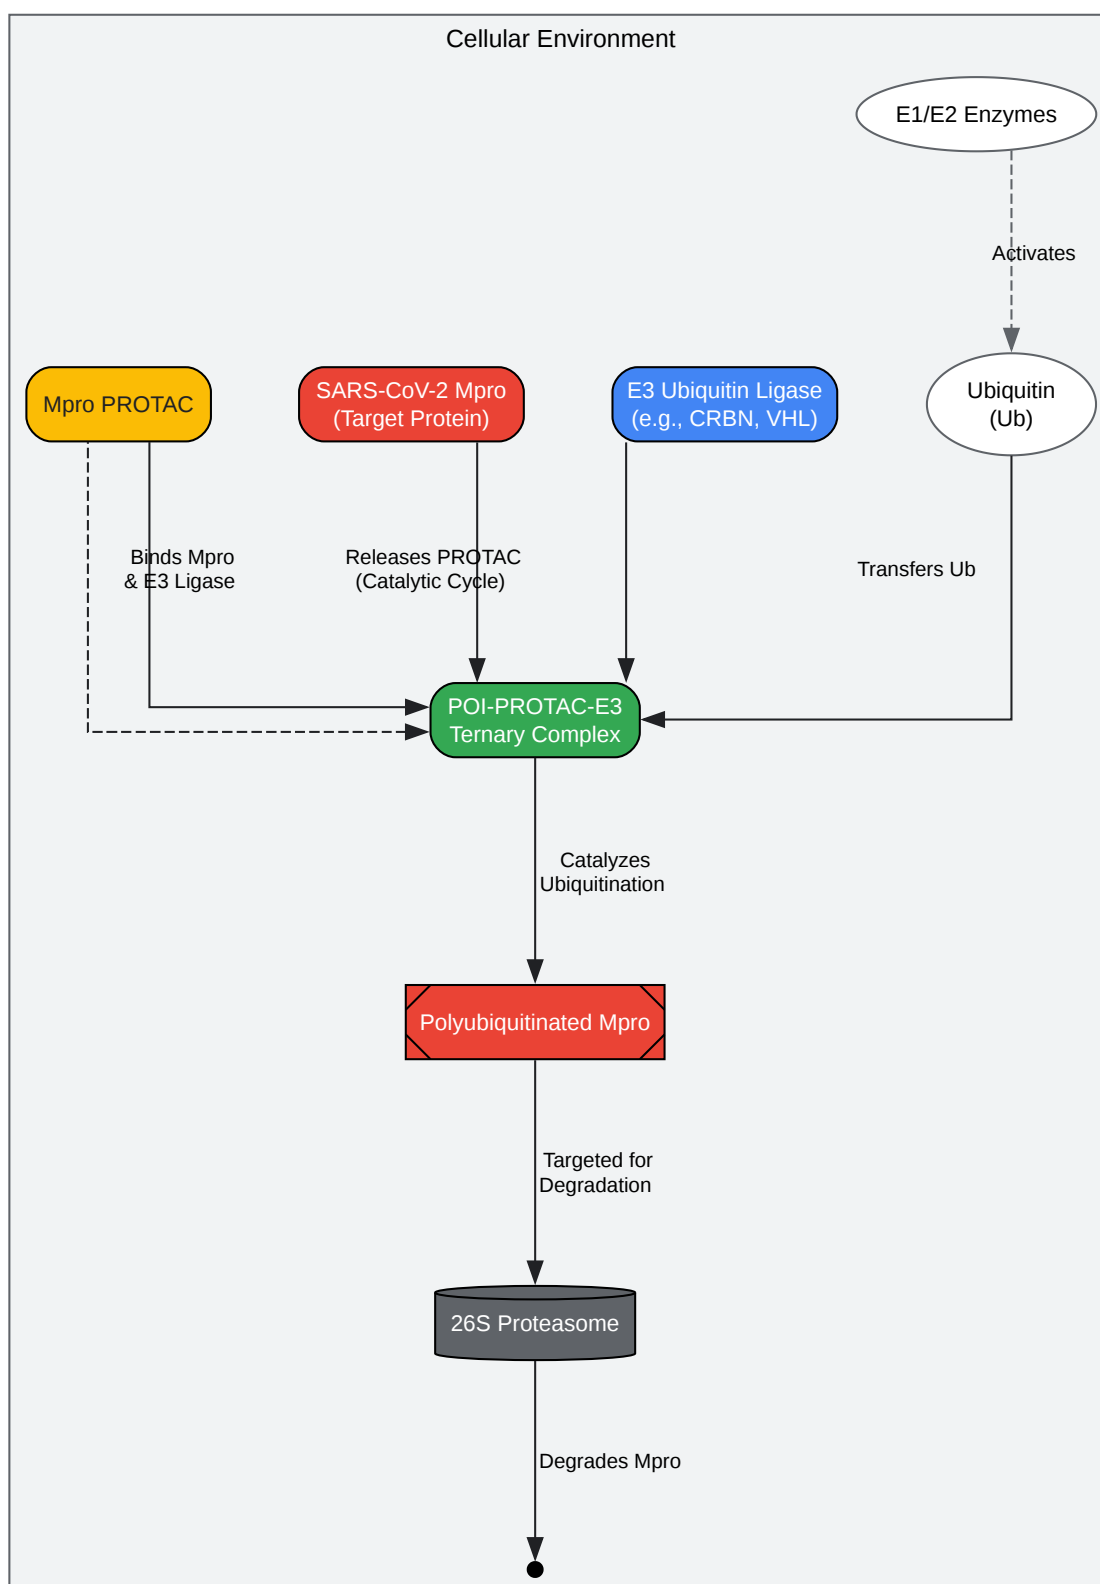 Cellular Environment
E1/E2 Enzymes
Activates
Mpro PROTAC
SARS-CoV-2 Mpro
(Target Protein)
E3 Ubiquitin Ligase
(e.g., CRBN, VHL)
Ubiquitin
(Ub)
Binds Mpro
& E3 Ligase
Releases PROTAC
(Catalytic Cycle)
Transfers Ub
POI-PROTAC-E3
Ternary Complex
Catalyzes
Ubiquitination
Polyubiquitinated Mpro
Targeted for
Degradation
26S Proteasome
Degrades Mpro